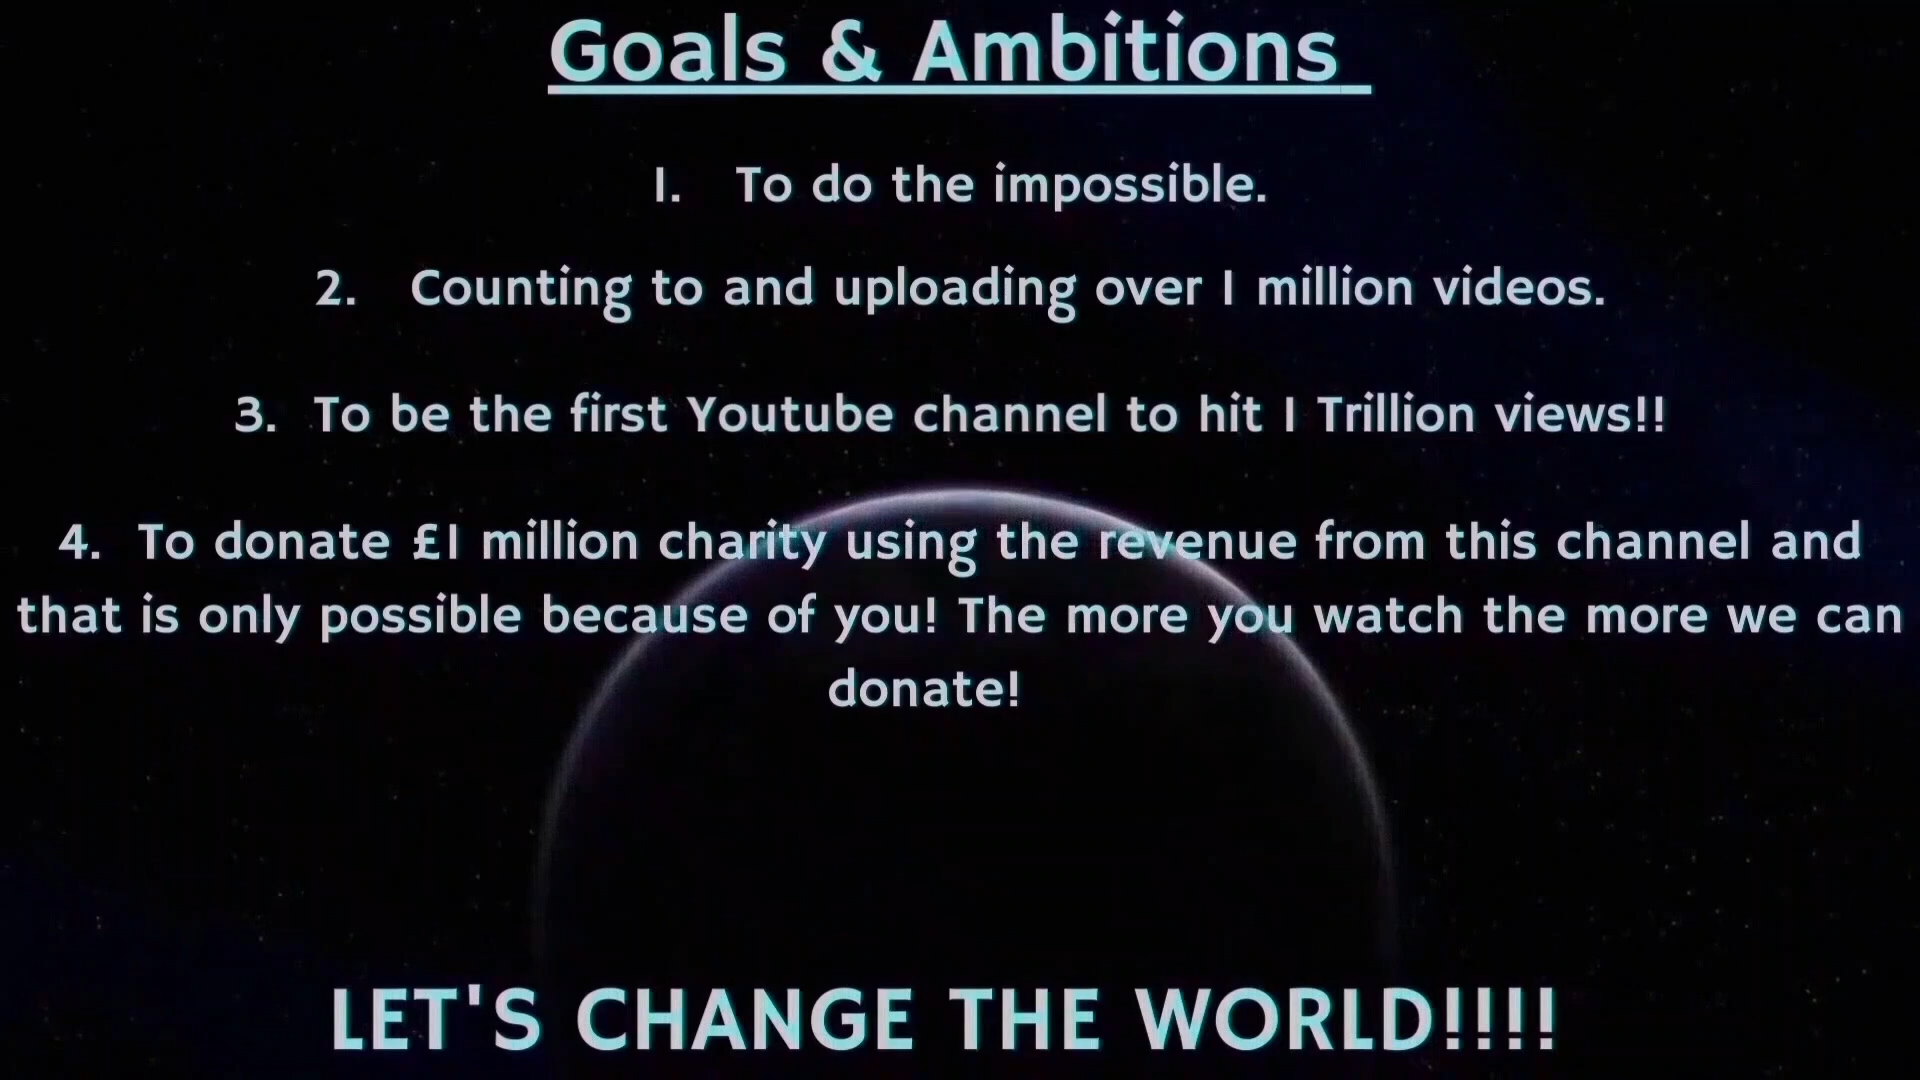 Goals & Ambitions
1. To do the impossible.
2. Counting to and uploading over 1 million videos.
3. To be the first Youtube channel to hit 1 Trillion views!!
4. To donate £1 million charity using the revenue from this channel and
that is only possible because of you! The more you watch the more we can
donate!
LET'S CHANGE THE WORLD!!!!